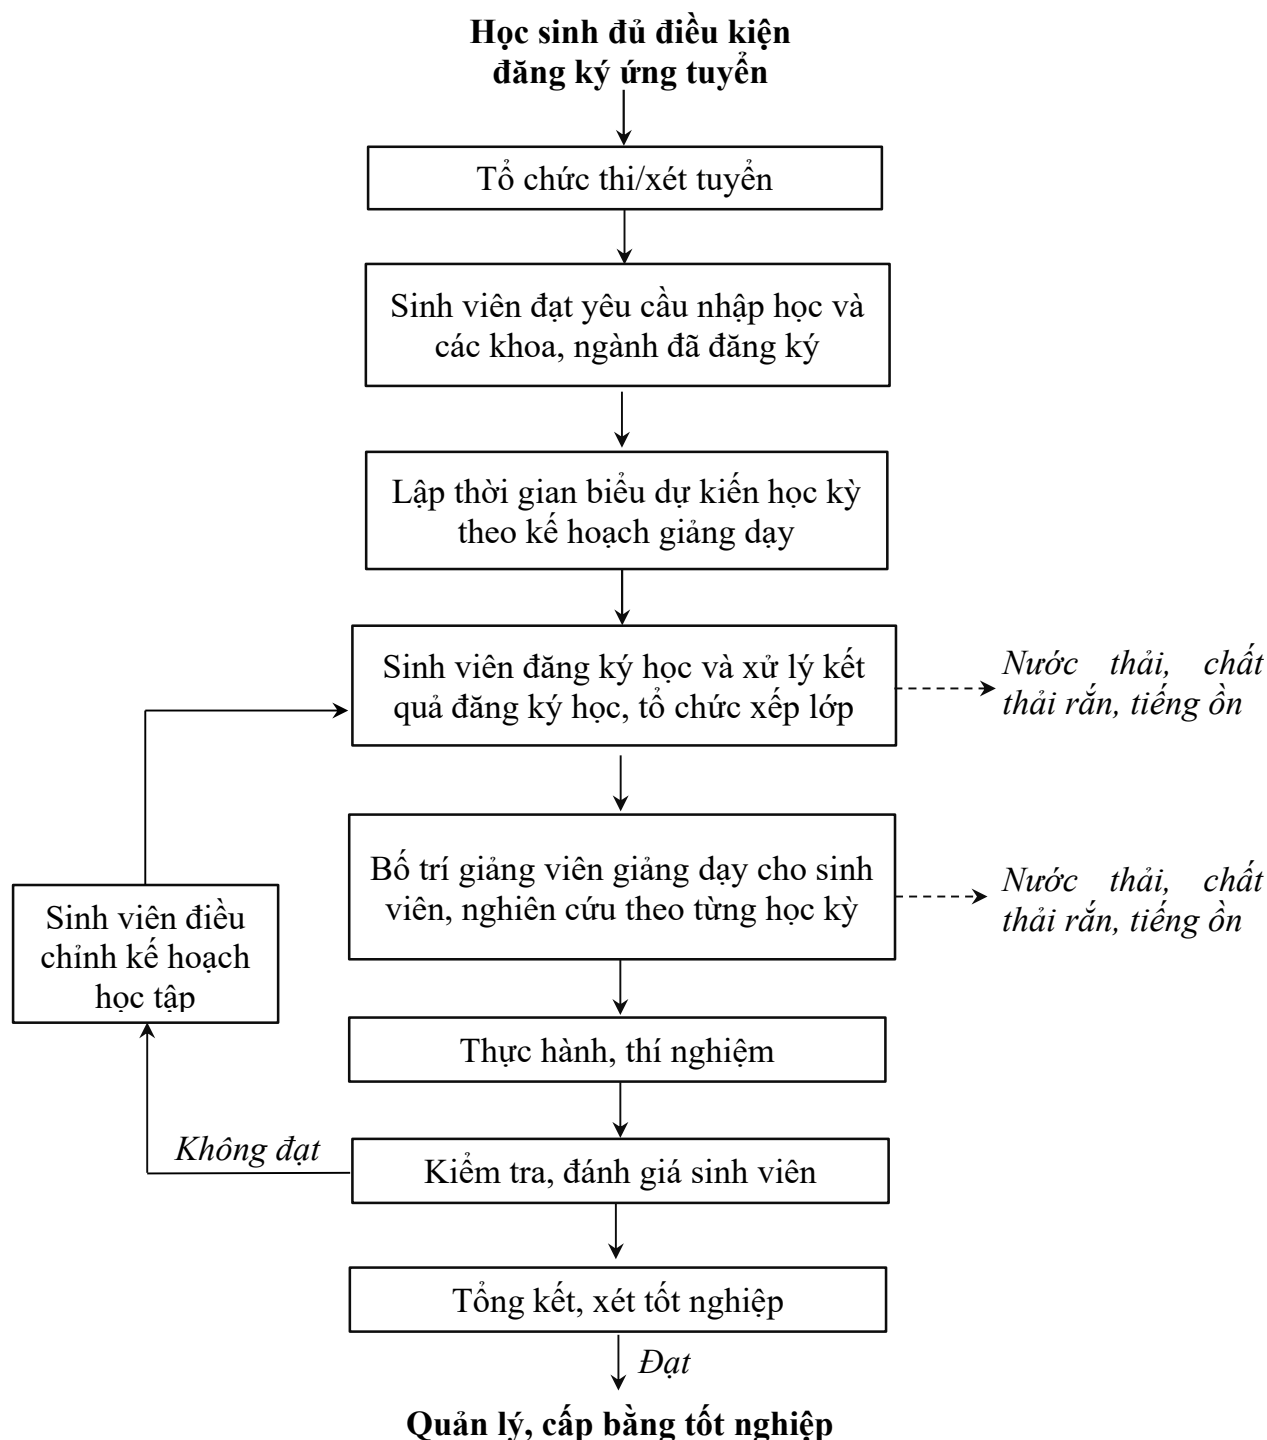 Học sinh đủ điều kiện
đăng ký ứng tuyển
Tổ chức thi/xét tuyển
Sinh viên đạt yêu cầu nhập học và
các khoa, ngành đã đăng ký
Lập thời gian biểu dự kiến học kỳ
theo kế hoạch giảng dạy
Sinh viên đăng ký học và xử lý kết
quả đăng ký học, tổ chức xếp lớp
Nước thải, chất
thải rắn, tiếng ồn
Bố trí giảng viên giảng dạy cho sinh
viên, nghiên cứu theo từng học kỳ
Nước thải, chất
thải rắn, tiếng ồn
Sinh viên điều
chỉnh kế hoạch
học tập
Thực hành, thí nghiệm
Không đạt
Kiểm tra, đánh giá sinh viên
Tổng kết, xét tốt nghiệp
Đạt
Quản lý, cấp bằng tốt nghiệp